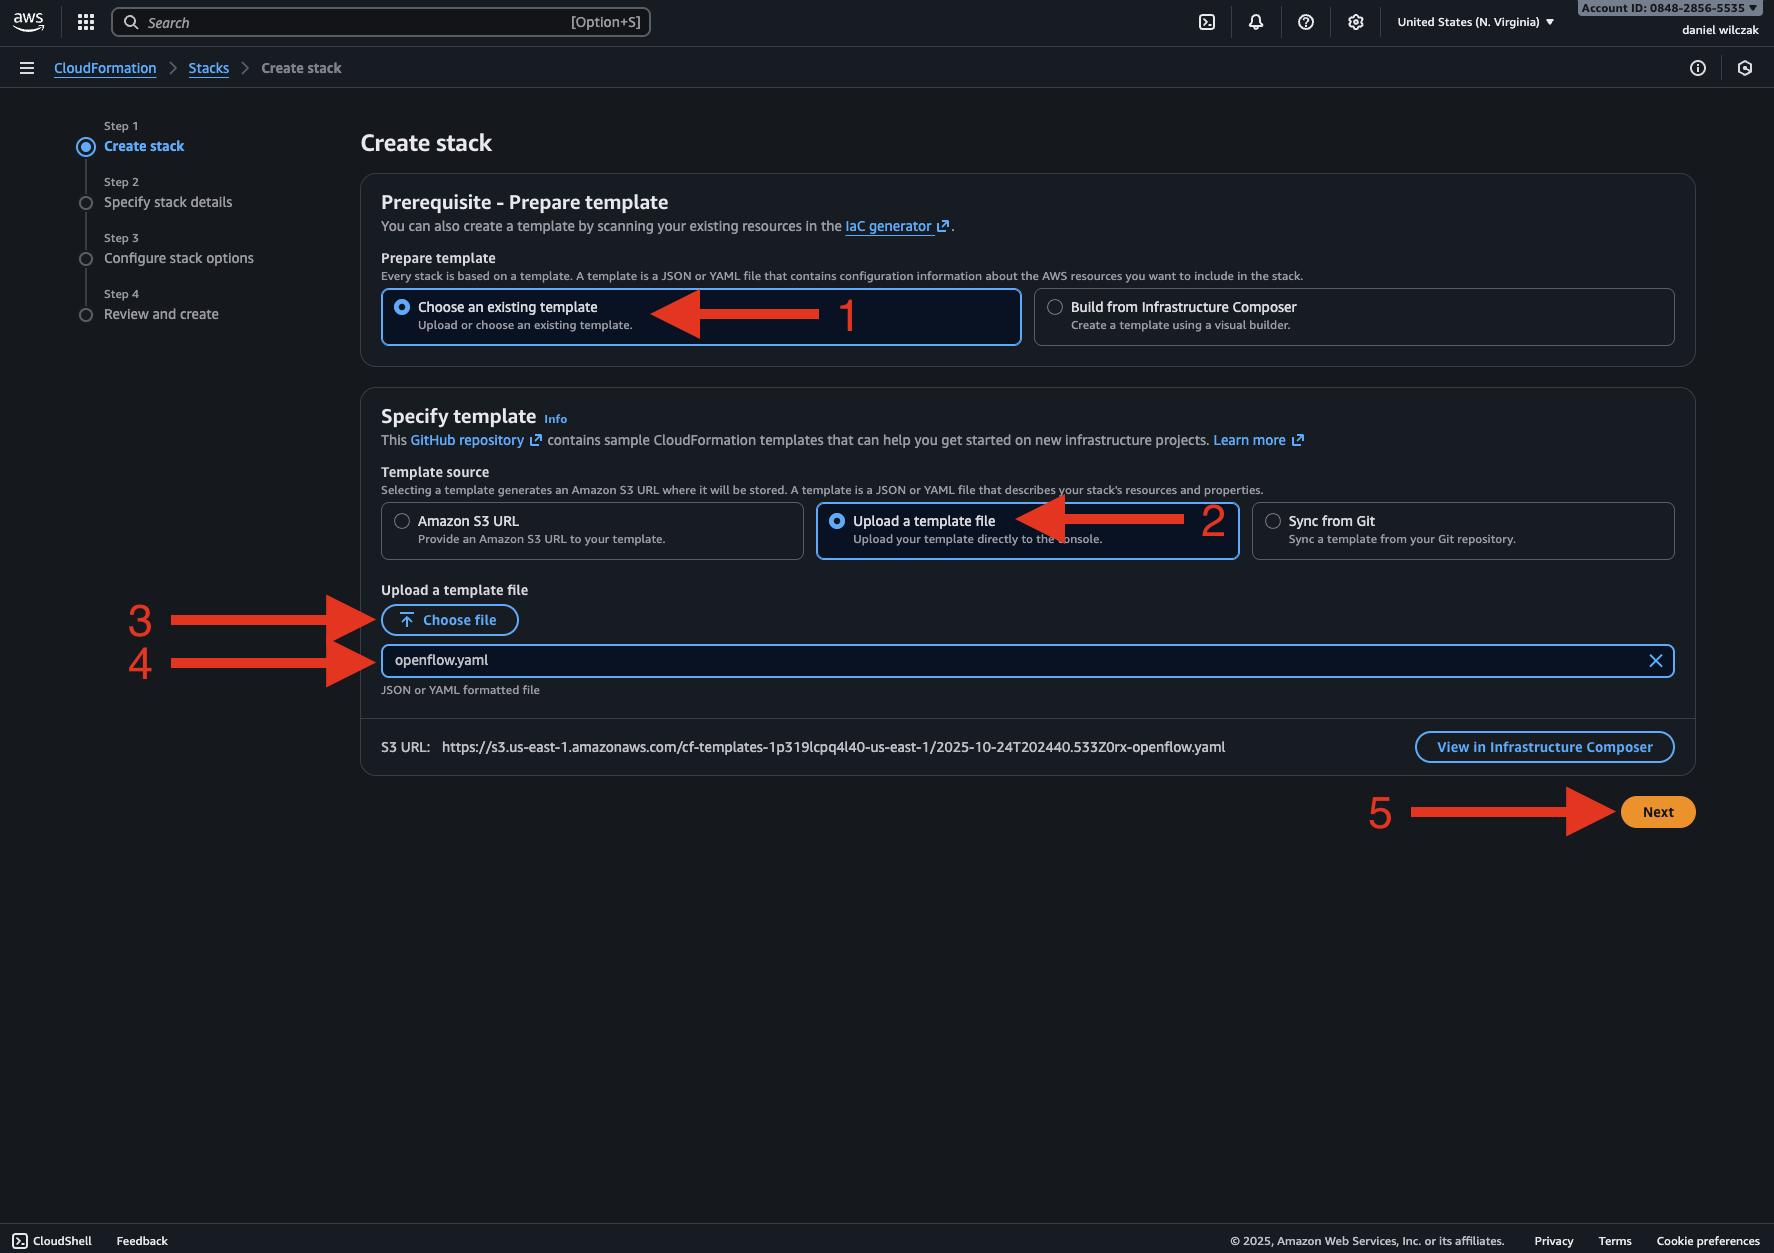 aws
Search
[Option+S]
United States (N. Virginia)
Account ID: 0848-2856-5535
daniel wilczak
CloudFormation
Stacks
Create stack
Step 1
Create stack
Step 2
Specify stack details
Step 3
Configure stack options
Step 4
Review and create
Create stack
Prerequisite - Prepare template
You can also create a template by scanning your existing resources in the IaC generator.
Prepare template
Every stack is based on a template. A template is a JSON or YAML file that contains configuration information about the AWS resources you want to include in the stack.
Choose an existing template
Upload or choose an existing template.
1
Build from Infrastructure Composer
Create a template using a visual builder.
Specify template Info
This GitHub repository contains sample CloudFormation templates that can help you get started on new infrastructure projects. Learn more
Template source
Selecting a template generates an Amazon S3 URL where it will be stored. A template is a JSON or YAML file that describes your stack's resources and properties.
Amazon S3 URL
Provide an Amazon S3 URL to your template.
Upload a template file
Upload your template directly to the console.
2
Sync from Git
Sync a template from your Git repository.
Upload a template file
3
Choose file
4
openflow.yaml
JSON or YAML formatted file
S3 URL: https://s3.us-east-1.amazonaws.com/cf-templates-1p319lcpq4l40-us-east-1/2025-10-24T202440.533Z0rx-openflow.yaml
View in Infrastructure Composer
5
Next
CloudShell
Feedback
© 2025, Amazon Web Services, Inc. or its affiliates.
Privacy
Terms
Cookie preferences